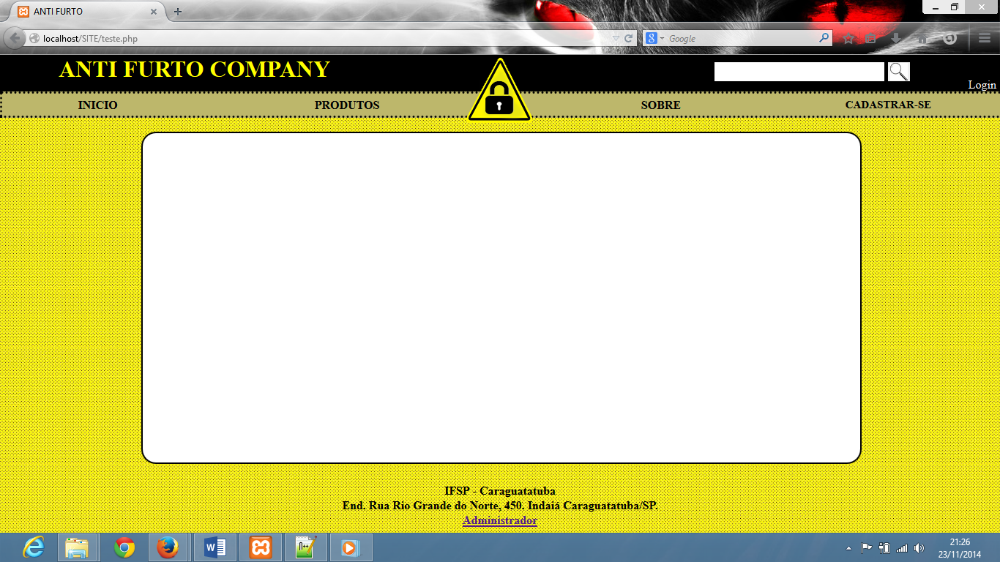 ANTI FURTO
localhost/SITE/teste.php
Google
ANTI FURTO COMPANY
Login
INICIO PRODUTOS SOBRE CADASTRAR-SE
IFSP - Caraguatatuba
End. Rua Rio Grande do Norte, 450. Indaiá Caraguatatuba/SP.
Administrador
21:26
23/11/2014